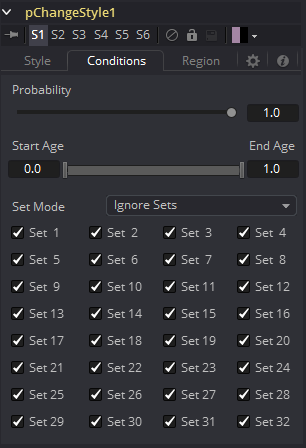 pChangeStyle1
S1 S2 S3 S4 S5 S6
Style Conditions Region
Probability
1.0
Start Age End Age
0.0 1.0
Set Mode Ignore Sets
Set 1 Set 2 Set 3 Set 4
Set 5 Set 6 Set 7 Set 8
Set 9 Set 10 Set 11 Set 12
Set 13 Set 14 Set 15 Set 16
Set 17 Set 18 Set 19 Set 20
Set 21 Set 22 Set 23 Set 24
Set 25 Set 26 Set 27 Set 28
Set 29 Set 30 Set 31 Set 32